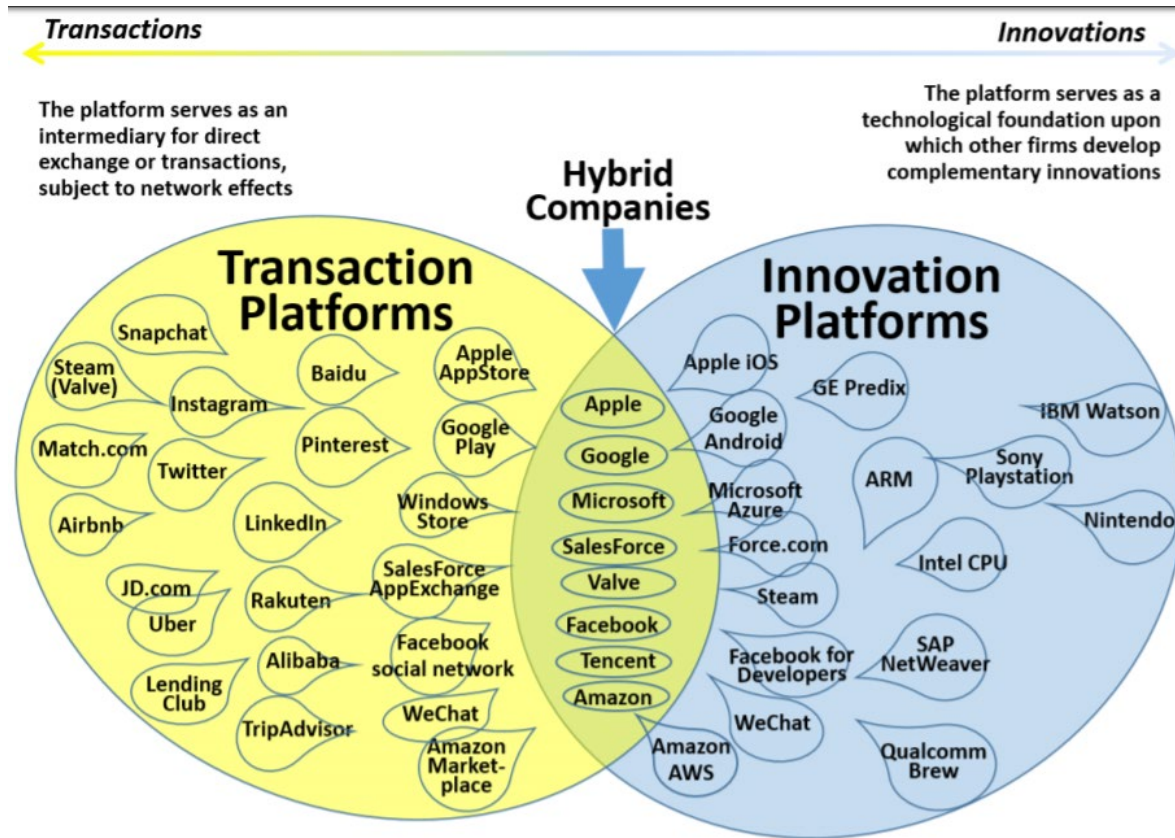 Transactions
Innovations
The platform serves as an
intermediary for direct
exchange or transactions,
subject to network effects
The platform serves as a
technological foundation upon
which other firms develop
complementary innovations
Hybrid
Companies
Transaction
Platforms
Snapchat
Steam
(Valve)
Instagram
Baidu
Apple
AppStore
Match.com
Twitter
Pinterest
Google
Play
Airbnb
LinkedIn
Windows
Store
JD.com
Uber
Rakuten
SalesForce
AppExchange
Lending
Club
Alibaba
Facebook
social network
TripAdvisor
WeChat
Amazon
Market-
place
Apple
Google
Microsoft
SalesForce
Valve
Facebook
Tencent
Amazon
Innovation
Platforms
Apple iOS
GE Predix
IBM Watson
Google
Android
ARM
Sony
Playstation
Microsoft
Azure
Nintendo
Force.com
Intel CPU
Steam
Facebook for
Developers
SAP
NetWeaver
WeChat
Amazon
AWS
Qualcomm
Brew